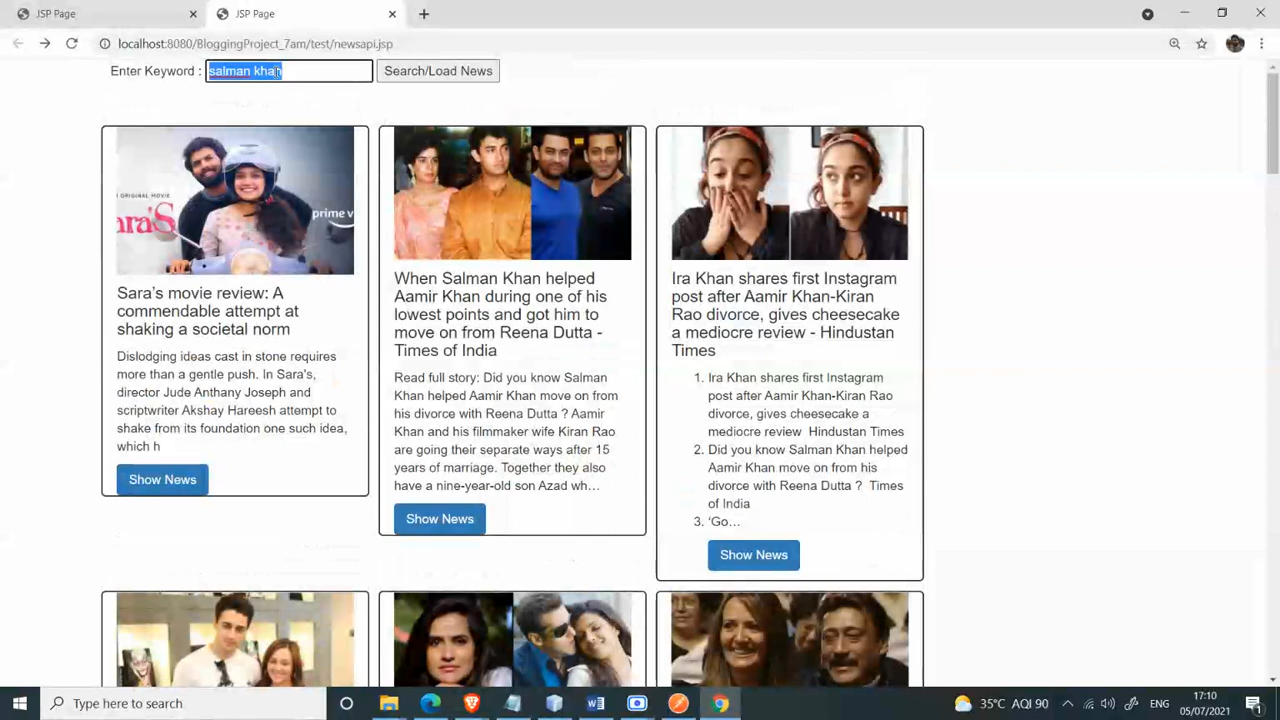 JSP Page
JSP Page
localhost:8080/BloggingProject_7am/test/newsapi.jsp
Enter Keyword : salman khan Search/Load News
ORIGINAL MOVIE
ara'S
prime v
Sara's movie review: A
commendable attempt at
shaking a societal norm
Dislodging ideas cast in stone requires
more than a gentle push. In Sara's,
director Jude Anthany Joseph and
scriptwriter Akshay Hareesh attempt to
shake from its foundation one such idea,
which h
Show News
When Salman Khan helped
Aamir Khan during one of his
lowest points and got him to
move on from Reena Dutta -
Times of India
Read full story: Did you know Salman
Khan helped Aamir Khan move on from
his divorce with Reena Dutta ? Aamir
Khan and his filmmaker wife Kiran Rao
are going their separate ways after 15
years of marriage. Together they also
have a nine-year-old son Azad wh…
Show News
Ira Khan shares first Instagram
post after Aamir Khan-Kiran
Rao divorce, gives cheesecake
a mediocre review - Hindustan
Times
1. Ira Khan shares first Instagram
post after Aamir Khan-Kiran Rao
divorce, gives cheesecake a
mediocre review  Hindustan Times
2. Did you know Salman Khan helped
Aamir Khan move on from his
divorce with Reena Dutta ?  Times
of India
3. ‘Go…
Show News
Type here to search
35°C AQI 90
ENG
17:10
05/07/2021
1